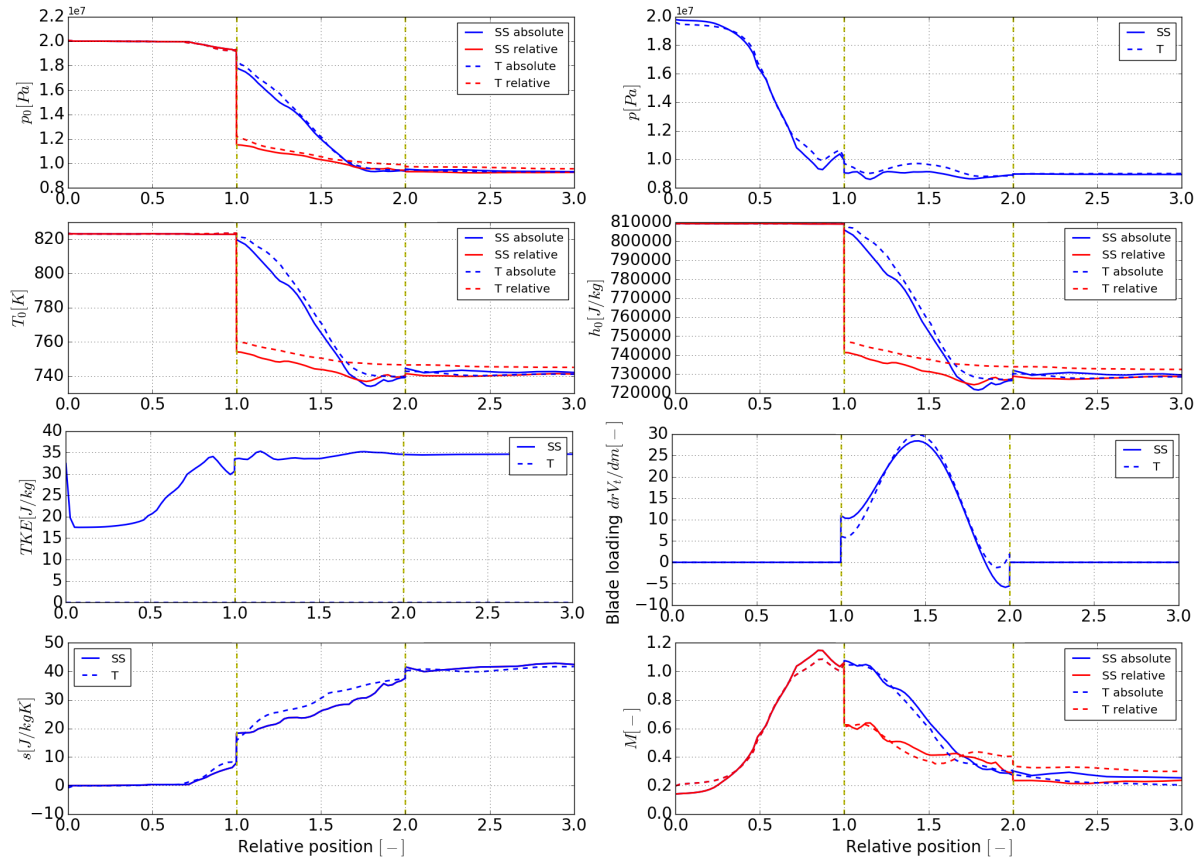 1e7
p₀[Pa]
2.0
1.8
1.6
1.4
1.2
1.0
0.8
0.0 0.5 1.0 1.5 2.0 2.5 3.0
SS absolute
SS relative
T absolute
T relative
1e7
p[Pa]
2.0
1.8
1.6
1.4
1.2
1.0
0.8
0.0 0.5 1.0 1.5 2.0 2.5 3.0
SS
T
T₀[K]
820
800
780
760
740
0.0 0.5 1.0 1.5 2.0 2.5 3.0
SS absolute
SS relative
T absolute
T relative
h₀[J/kg]
810000
800000
790000
780000
770000
760000
750000
740000
730000
720000
0.0 0.5 1.0 1.5 2.0 2.5 3.0
SS absolute
SS relative
T absolute
T relative
TKE[J/kg]
40
35
30
25
20
15
10
5
0
0.0 0.5 1.0 1.5 2.0 2.5 3.0
SS
T
Blade loading drVₜ/dm[−]
30
25
20
15
10
5
0
−5
−10
0.0 0.5 1.0 1.5 2.0 2.5 3.0
SS
T
s[J/kgK]
50
40
30
20
10
0
−10
0.0 0.5 1.0 1.5 2.0 2.5 3.0
Relative position [−]
SS
T
M[−]
1.2
1.0
0.8
0.6
0.4
0.2
0.0
0.0 0.5 1.0 1.5 2.0 2.5 3.0
Relative position [−]
SS absolute
SS relative
T absolute
T relative